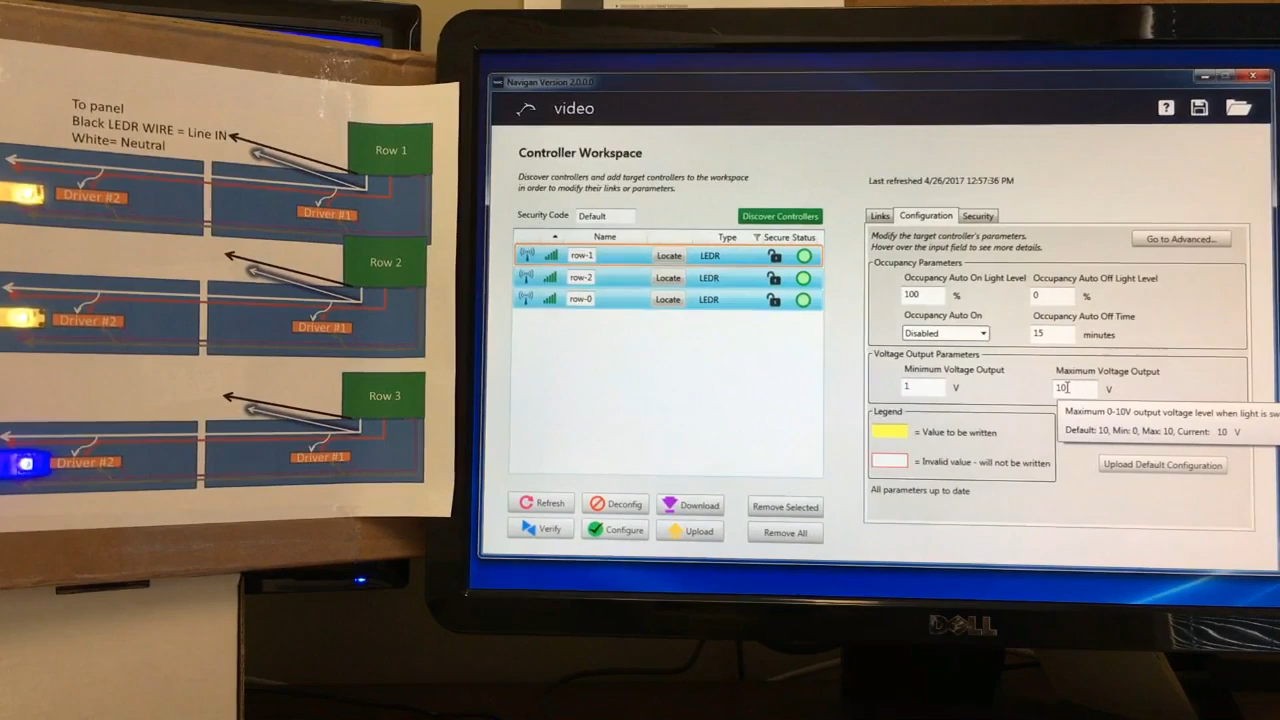 To panel
Black LEDR WIRE = Line IN
White= Neutral
Row 1
Driver #2
Driver #1
Row 2
Driver #2
Driver #1
Row 3
Driver #2
Driver #1
Navigan Version 2.0.0.0
video
?
Controller Workspace
Discover controllers and add target controllers to the workspace
in order to modify their links or parameters.
Security Code Default Discover Controllers
Name Type Secure Status
row-1 Locate LEDR
row-2 Locate LEDR
row-0 Locate LEDR
Refresh Deconfig Download Remove Selected
Verify Configure Upload Remove All
Last refreshed 4/26/2017 12:57:36 PM
Links Configuration Security
Modify the target controller's parameters.
Hover over the input field to see more details.
Go to Advanced...
Occupancy Parameters
Occupancy Auto On Light Level Occupancy Auto Off Light Level
100 % 0 %
Occupancy Auto On Occupancy Auto Off Time
Disabled 15 minutes
Voltage Output Parameters
Minimum Voltage Output Maximum Voltage Output
1 V 10 V
Maximum 0-10V output voltage level when light is sw
Default: 10, Min: 0, Max: 10, Current: 10 V
Legend
= Value to be written
= Invalid value - will not be written
Upload Default Configuration
All parameters up to date
DELL